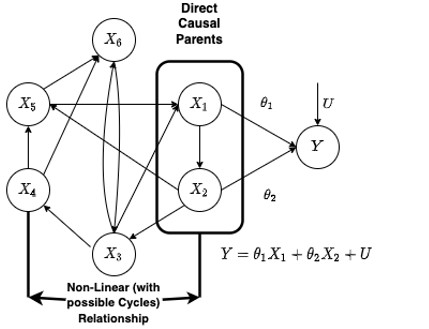 Direct
Causal
Parents
X₆
X₅
X₁
θ₁
U
Y
X₄
X₂
θ₂
X₃
Y = θ₁X₁ + θ₂X₂ + U
Non-Linear (with
possible Cycles)
Relationship